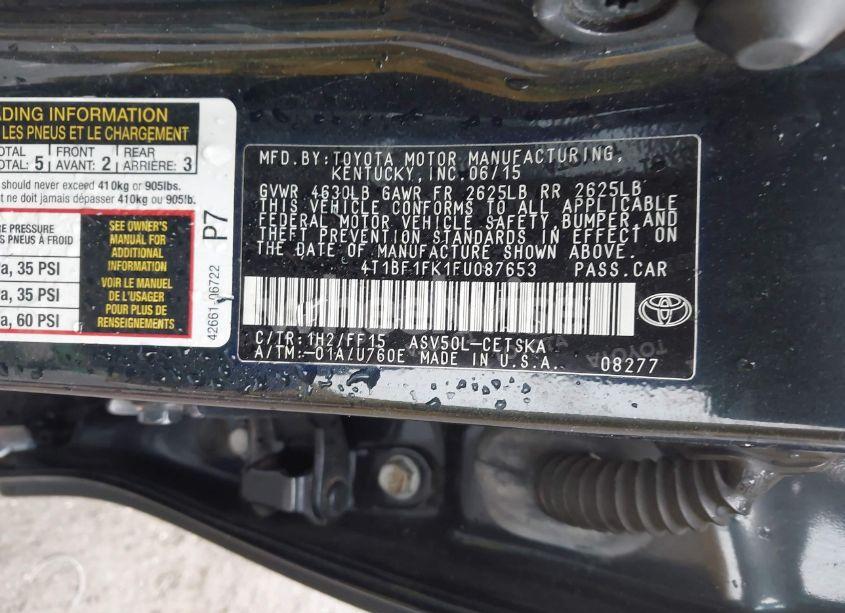 ADING INFORMATION
LES PNEUS ET LE CHARGEMENT
OTAL
TOTAL: 5
FRONT
AVANT: 2
REAR
ARRIÈRE: 3
should never exceed 410kg or 905lbs.
t ne doit jamais dépasser 410kg ou 905lb.
E PRESSURE
S PNEUS À FROID
a, 35 PSI
a, 35 PSI
a, 60 PSI
SEE OWNER'S
MANUAL FOR
ADDITIONAL
INFORMATION
VOIR LE MANUEL
DE L'USAGER
POUR PLUS DE
RENSEIGNEMENTS
P7
42661-06722
MFD.BY:TOYOTA MOTOR MANUFACTURING,
KENTUCKY, INC.06/15
GVWR 4630LB GAWR FR 2625LB RR 2625LB
THIS VEHICLE CONFORMS TO ALL APPLICABLE
FEDERAL MOTOR VEHICLE SAFETY, BUMPER AND
THEFT PREVENTION STANDARDS IN EFFECT ON
THE DATE OF MANUFACTURE SHOWN ABOVE.
4T1BF1FK1FU087653 PASS.CAR
C/TR:1H2/FF15 ASV50L-CETSKA
A/TM:-01A/U760E MADE IN U.S.A.
08277
TOYOTA